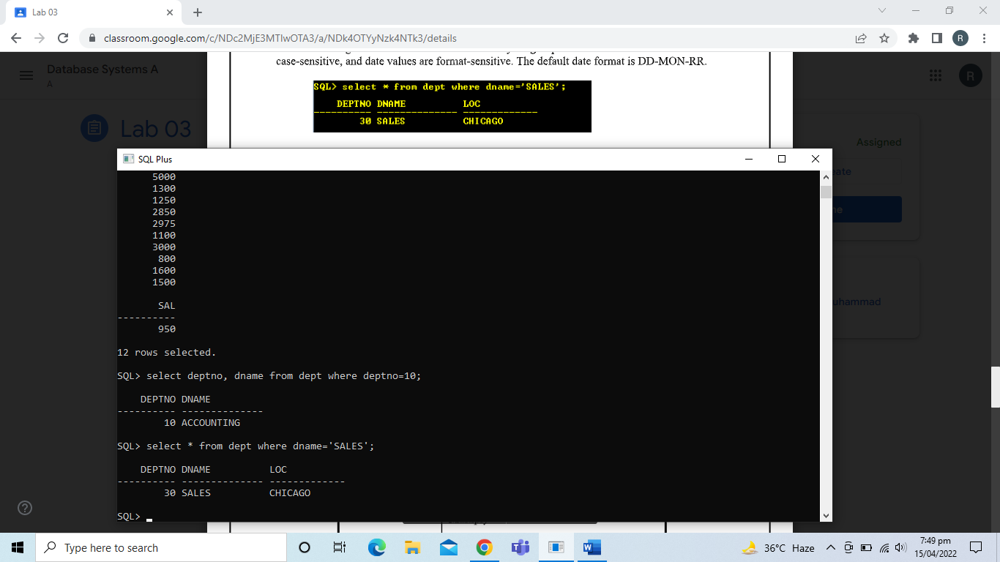 Lab 03
classroom.google.com/c/NDc2MjE3MTIwOTA3/a/NDk4OTYyNzk4NTk3/details
R
case-sensitive, and date values are format-sensitive. The default date format is DD-MON-RR.
Database Systems A
A
R
SQL> select * from dept where dname='SALES';
DEPTNO DNAME LOC
---------- -------------- -------------
30 SALES CHICAGO
Lab 03
Assigned
SQL Plus
eate
ne
uhammad
5000
1300
1250
2850
2975
1100
3000
800
1600
1500
SAL
----------
950
12 rows selected.
SQL> select deptno, dname from dept where deptno=10;
DEPTNO DNAME
---------- --------------
10 ACCOUNTING
SQL> select * from dept where dname='SALES';
DEPTNO DNAME LOC
---------- -------------- -------------
30 SALES CHICAGO
SQL>
Type here to search
36°C Haze
7:49 pm
15/04/2022